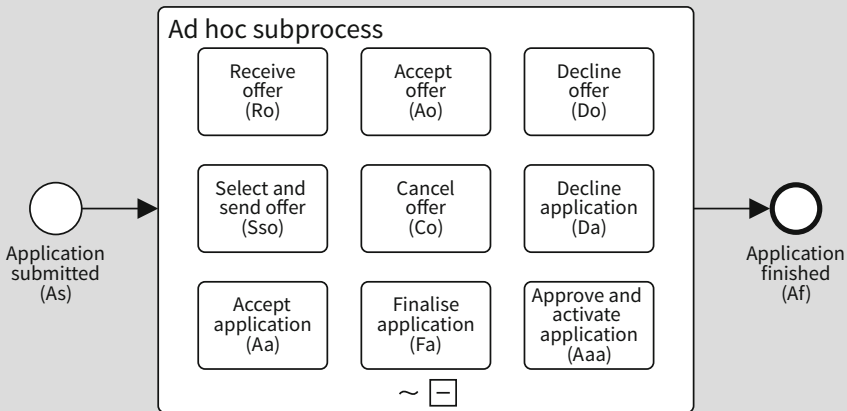 Ad hoc subprocess
Receive
offer
(Ro)
Accept
offer
(Ao)
Decline
offer
(Do)
Select and
send offer
(Sso)
Cancel
offer
(Co)
Decline
application
(Da)
Application
submitted
(As)
Application
finished
(Af)
Accept
application
(Aa)
Finalise
application
(Fa)
Approve and
activate
application
(Aaa)